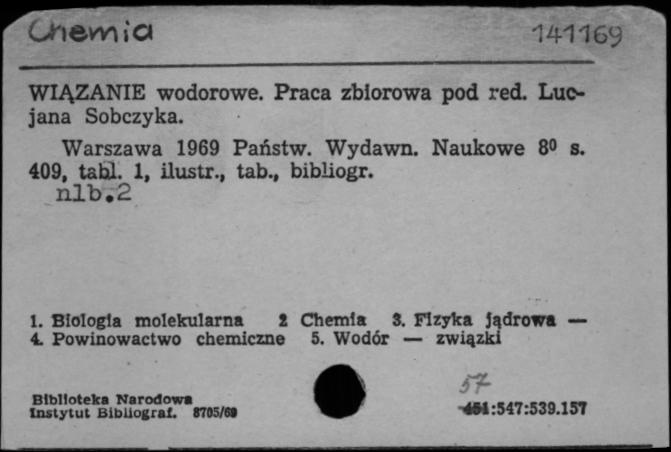 Chemia 141169
WIĄZANIE wodorowe. Praca zbiorowa pod red. Luc-
jana Sobczyka.
Warszawa 1969 Państw. Wydawn. Naukowe 8⁰ s.
409, tabl. 1, ilustr., tab., bibliogr.
nlb.2
1. Biologia molekularna 2 Chemia 3. Fizyka jądrowa —
4. Powinowactwo chemiczne 5. Wodór — związki
57
Biblioteka Narodowa
Instytut Bibliograf. 8705/69 451:547:539.157